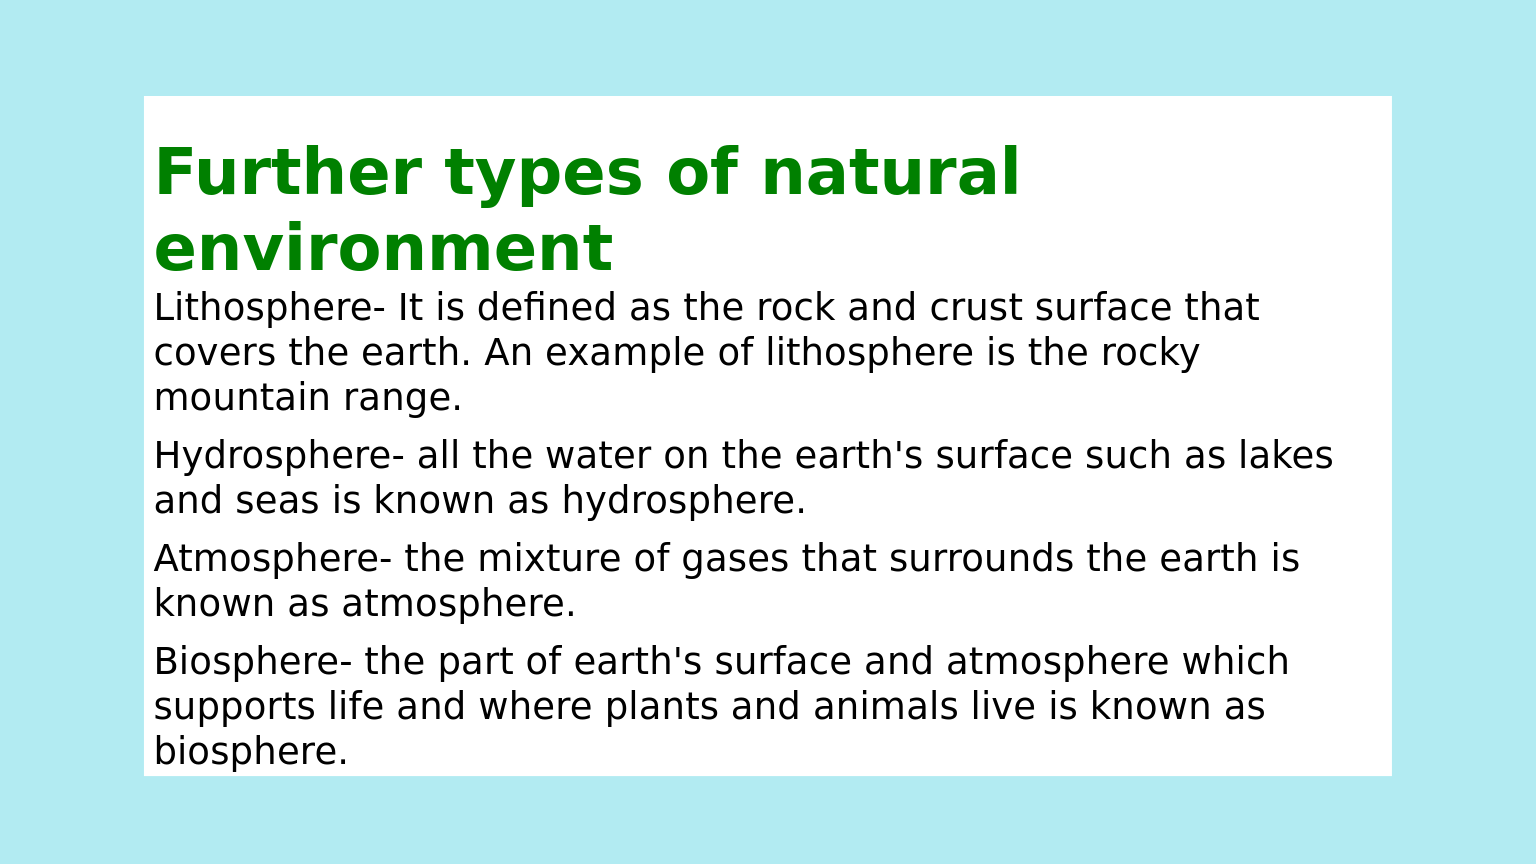 Further types of natural
environment
Lithosphere- It is defined as the rock and crust surface that
covers the earth. An example of lithosphere is the rocky
mountain range.
Hydrosphere- all the water on the earth's surface such as lakes
and seas is known as hydrosphere.
Atmosphere- the mixture of gases that surrounds the earth is
known as atmosphere.
Biosphere- the part of earth's surface and atmosphere which
supports life and where plants and animals live is known as
biosphere.